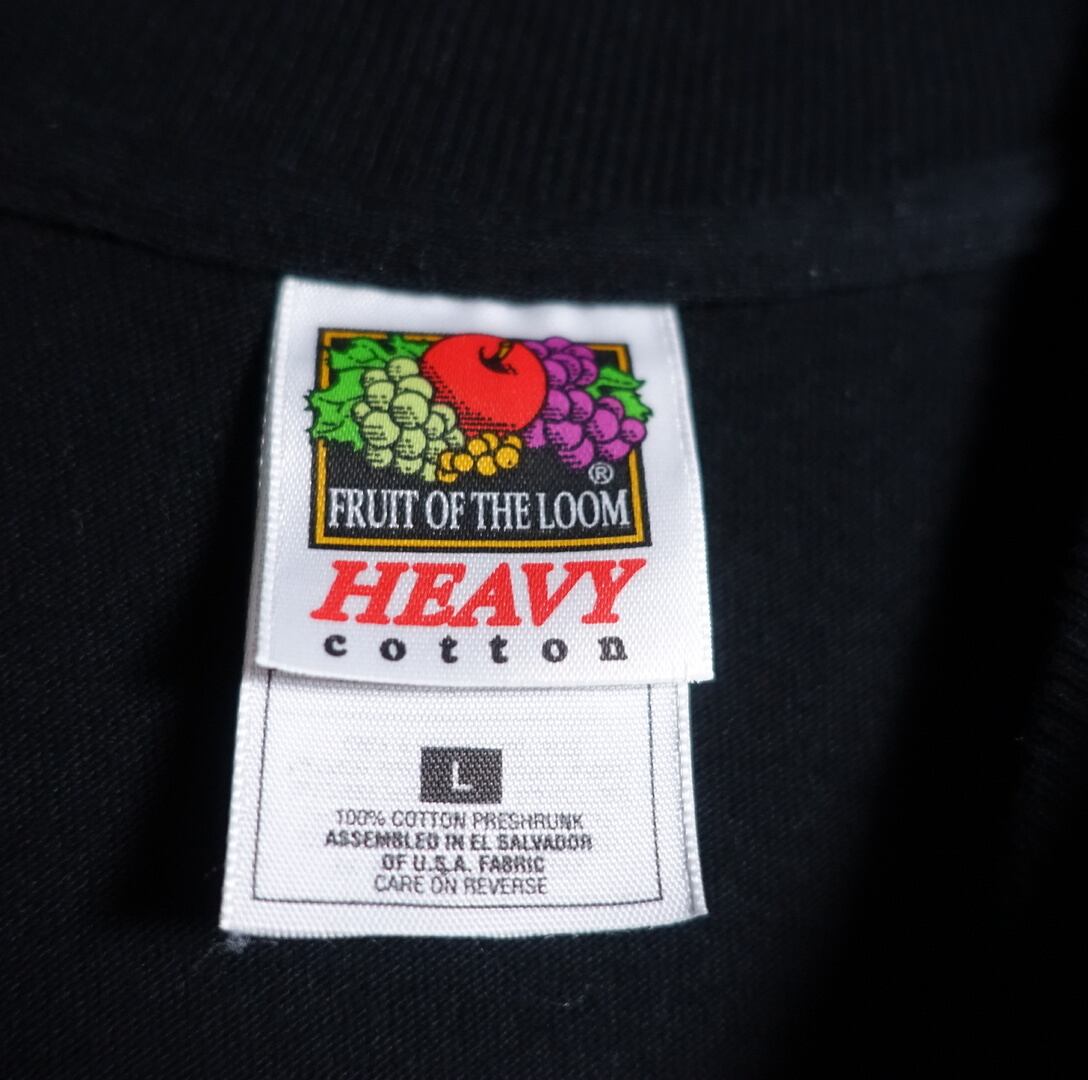 ®
FRUIT OF THE LOOM
HEAVY
cotton
L
100% COTTON PRESHRUNK
ASSEMBLED IN EL SALVADOR
OF U.S.A. FABRIC
CARE ON REVERSE